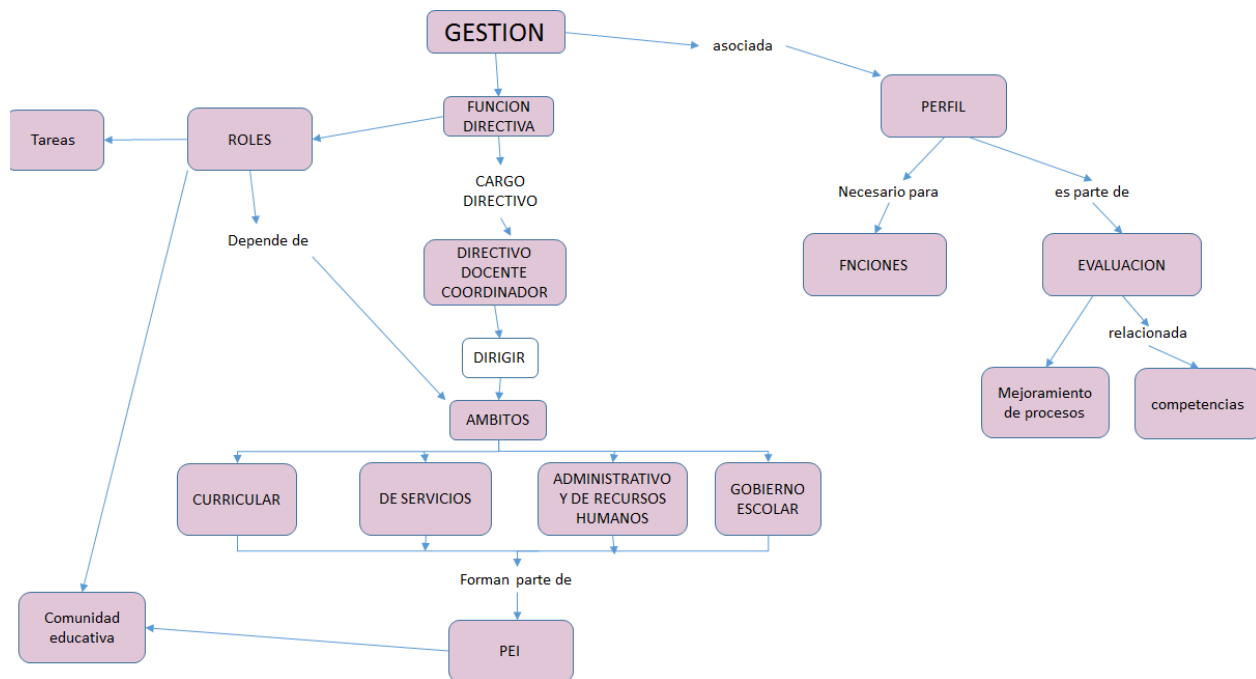 GESTION
asociada
FUNCION
DIRECTIVA
PERFIL
Tareas
ROLES
CARGO
DIRECTIVO
Necesario para
es parte de
Depende de
DIRECTIVO
DOCENTE
COORDINADOR
FNCIONES
EVALUACION
relacionada
DIRIGIR
Mejoramiento
de procesos
competencias
AMBITOS
CURRICULAR
DE SERVICIOS
ADMINISTRATIVO
Y DE RECURSOS
HUMANOS
GOBIERNO
ESCOLAR
Forman parte de
Comunidad
educativa
PEI